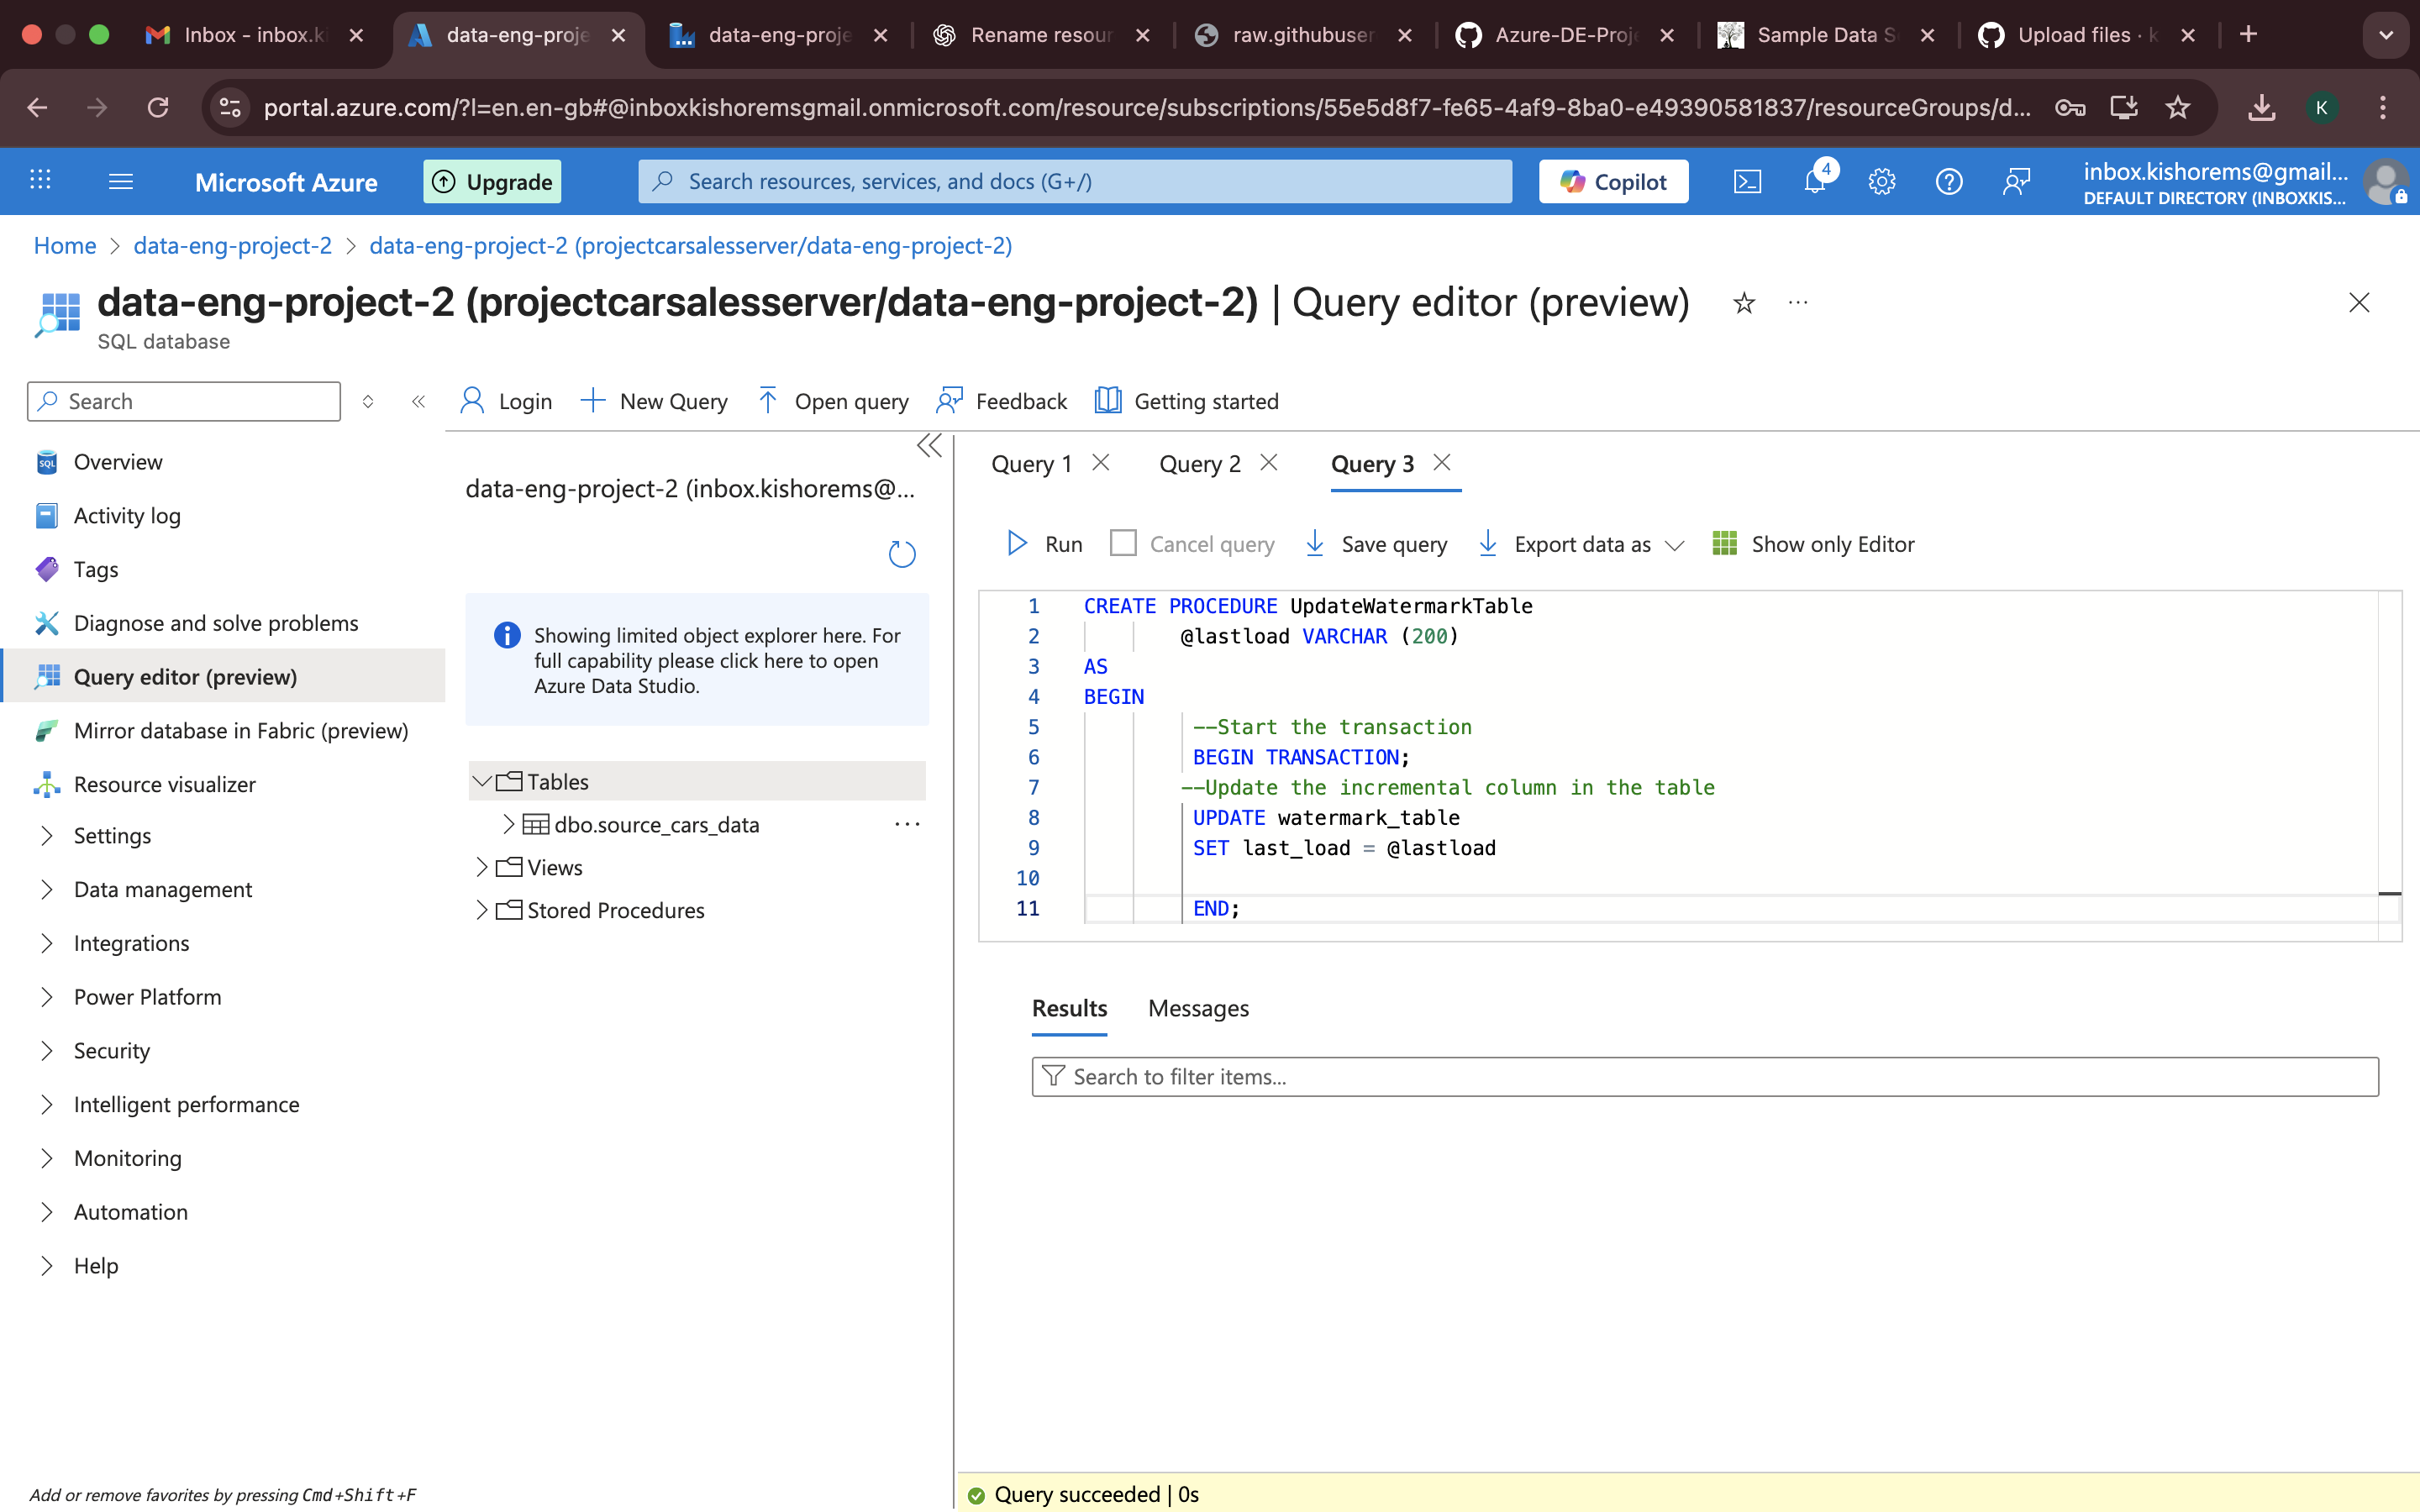 Inbox - inbox.ki
data-eng-proje
data-eng-proje
Rename resour
raw.githubuser
Azure-DE-Proje
Sample Data S
Upload files · k
portal.azure.com/?l=en.en-gb#@inboxkishoremsgmail.onmicrosoft.com/resource/subscriptions/55e5d8f7-fe65-4af9-8ba0-e49390581837/resourceGroups/d...
K
Microsoft Azure
Upgrade
Search resources, services, and docs (G+/)
Copilot
4
inbox.kishorems@gmail...
DEFAULT DIRECTORY (INBOXKIS...
Home > data-eng-project-2 > data-eng-project-2 (projectcarsalesserver/data-eng-project-2)
data-eng-project-2 (projectcarsalesserver/data-eng-project-2) | Query editor (preview)
SQL database
Search
Login
New Query
Open query
Feedback
Getting started
Overview
Activity log
Tags
Diagnose and solve problems
Query editor (preview)
Mirror database in Fabric (preview)
Resource visualizer
Settings
Data management
Integrations
Power Platform
Security
Intelligent performance
Monitoring
Automation
Help
Add or remove favorites by pressing Cmd+Shift+F
data-eng-project-2 (inbox.kishorems@...
Showing limited object explorer here. For
full capability please click here to open
Azure Data Studio.
Tables
dbo.source_cars_data
Views
Stored Procedures
Query 1
Query 2
Query 3
Run
Cancel query
Save query
Export data as
Show only Editor
1 CREATE PROCEDURE UpdateWatermarkTable
2 @lastload VARCHAR (200)
3 AS
4 BEGIN
5 --Start the transaction
6 BEGIN TRANSACTION;
7 --Update the incremental column in the table
8 UPDATE watermark_table
9 SET last_load = @lastload
10
11 END;
Results
Messages
Search to filter items...
Query succeeded | 0s